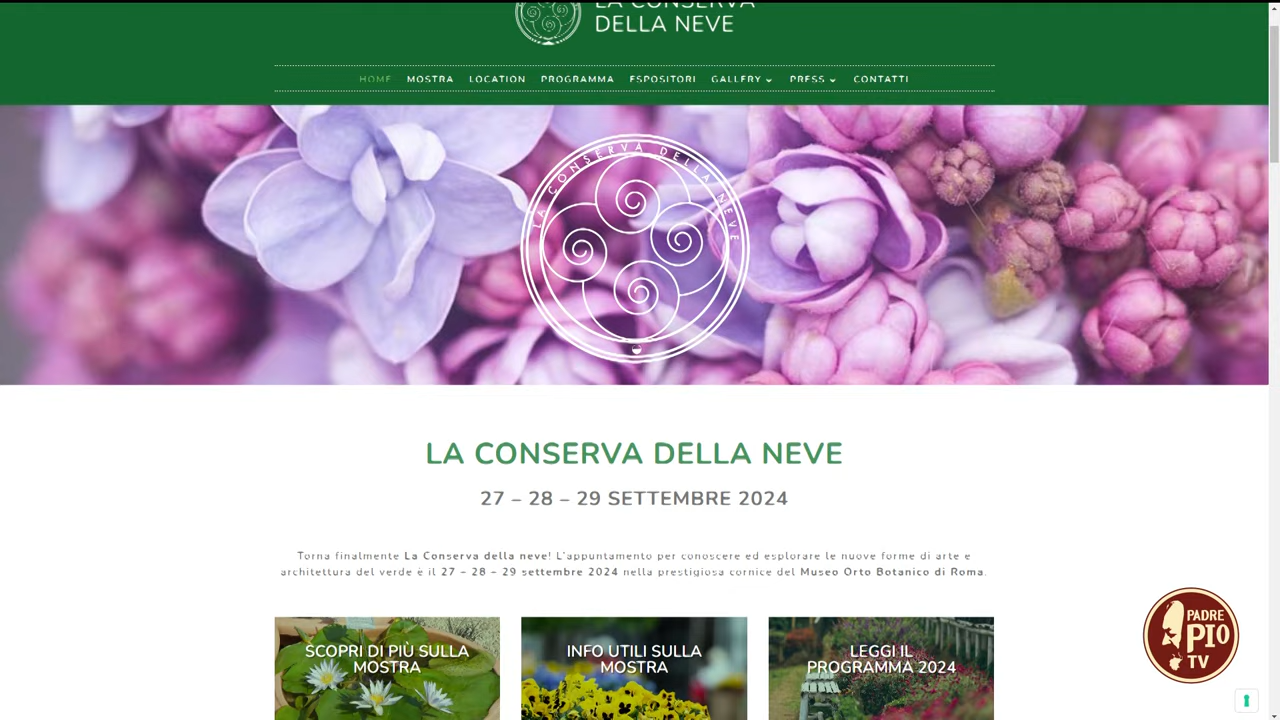 LA CONSERVA
DELLA NEVE
HOME MOSTRA LOCATION PROGRAMMA ESPOSITORI GALLERY PRESS CONTATTI
LA CONSERVA DELLA NEVE
LA CONSERVA DELLA NEVE
27 – 28 – 29 SETTEMBRE 2024
Torna finalmente La Conserva della neve! L'appuntamento per conoscere ed esplorare le nuove forme di arte e
architettura del verde è il 27 – 28 – 29 settembre 2024 nella prestigiosa cornice del Museo Orto Botanico di Roma.
SCOPRI DI PIÙ SULLA
MOSTRA
INFO UTILI SULLA
MOSTRA
LEGGI IL
PROGRAMMA 2024
PADRE
PIO
TV